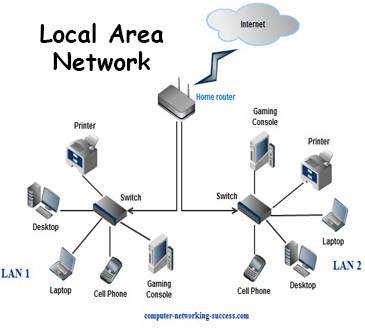 Local Area
Network
Internet
Home router
Gaming
Console
Printer
Printer
Switch
Switch
Desktop
Laptop
LAN 1
LAN 2
Laptop
Cell Phone
Gaming
Console
Cell Phone
Desktop
computer-networking-success.com